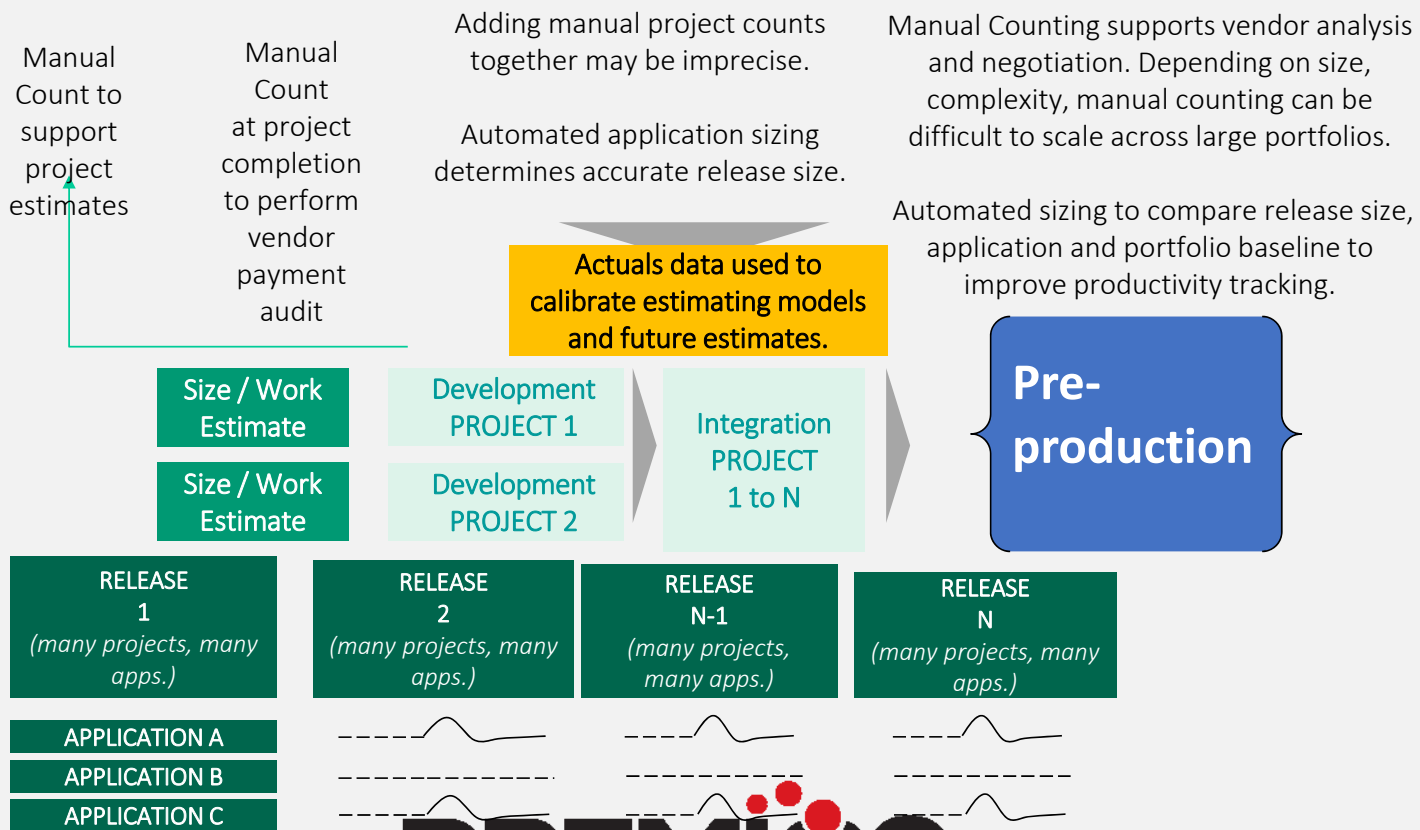 Manual
Count to
support
project
estimates
Manual
Count
at project
completion
to perform
vendor
payment
audit
Adding manual project counts
together may be imprecise.
Automated application sizing
determines accurate release size.
Manual Counting supports vendor analysis
and negotiation. Depending on size,
complexity, manual counting can be
difficult to scale across large portfolios.
Automated sizing to compare release size,
application and portfolio baseline to
improve productivity tracking.
Actuals data used to
calibrate estimating models
and future estimates.
Size / Work
Estimate
Development
PROJECT 1
Size / Work
Estimate
Development
PROJECT 2
Integration
PROJECT
1 to N
Pre-
production
RELEASE
1
(many projects, many
apps.)
RELEASE
2
(many projects, many
apps.)
RELEASE
N-1
(many projects,
many apps.)
RELEASE
N
(many projects, many
apps.)
APPLICATION A
APPLICATION B
APPLICATION C